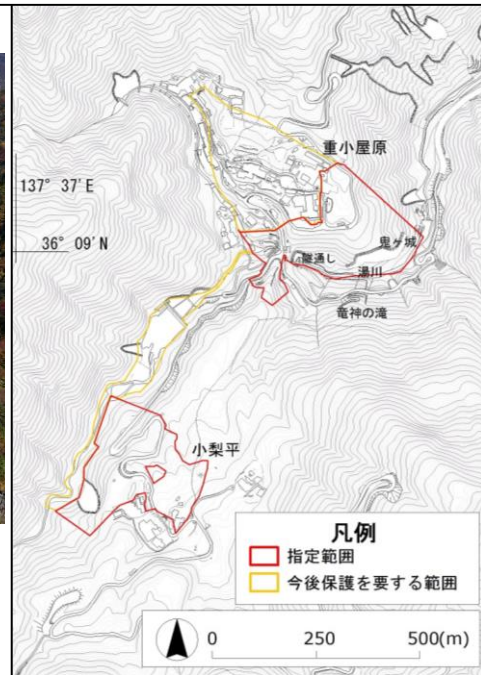 重小屋原
137° 37'E
36° 09'N
鬼ヶ城
隧通し
湯川
竜神の滝
小梨平
凡例
指定範囲
今後保護を要する範囲
0 250 500(m)